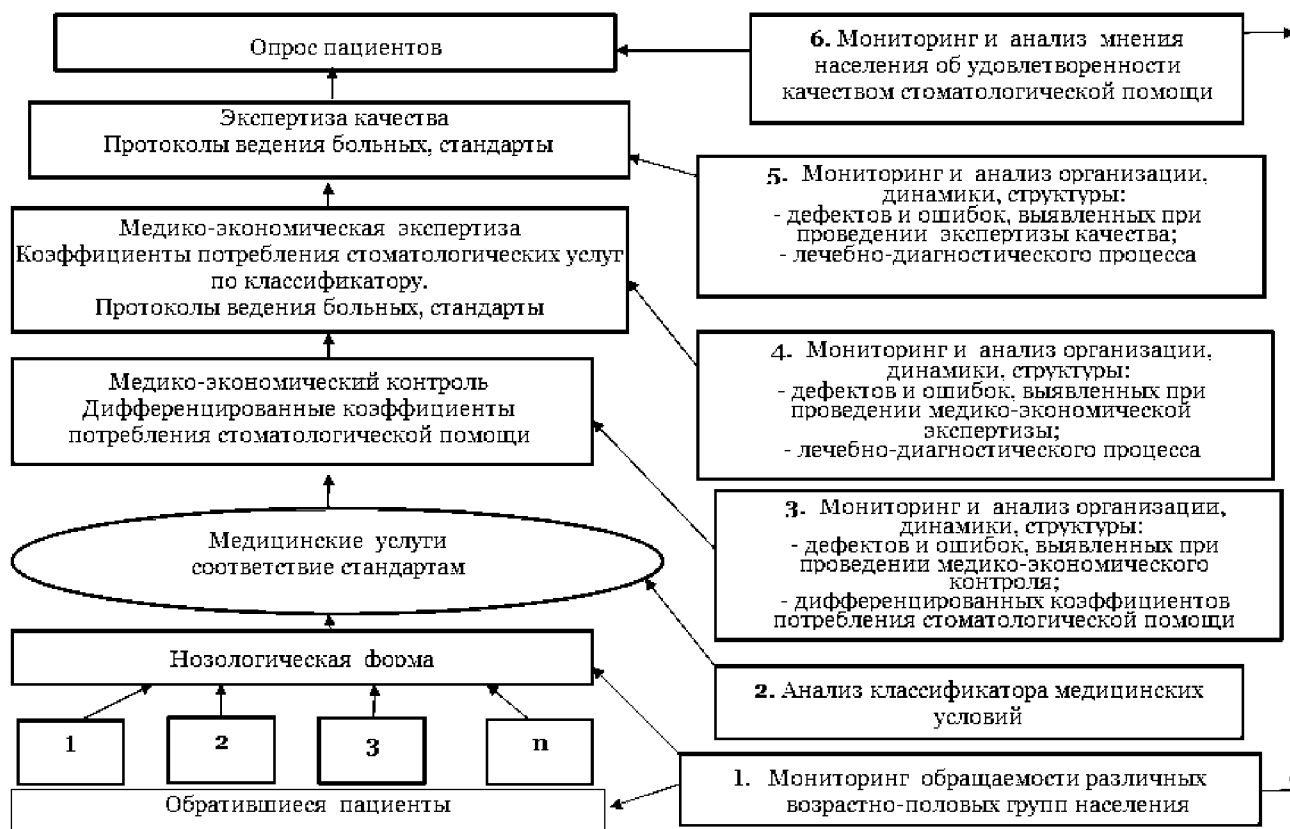 Опрос пациентов
Экспертиза качества
Протоколы ведения больных, стандарты
Медико-экономическая экспертиза
Коэффициенты потребления стоматологических услуг
по классификатору.
Протоколы ведения больных, стандарты
Медико-экономический контроль
Дифференцированные коэффициенты
потребления стоматологической помощи
Медицинские услуги
соответствие стандартам
Нозологическая форма
1
2
3
n
Обратившиеся пациенты
6. Мониторинг и анализ мнения
населения об удовлетворенности
качеством стоматологической помощи
5. Мониторинг и анализ организации,
динамики, структуры:
- дефектов и ошибок, выявленных при
проведении экспертизы качества;
- лечебно-диагностического процесса
4. Мониторинг и анализ организации,
динамики, структуры:
- дефектов и ошибок, выявленных при
проведении медико-экономической
экспертизы;
- лечебно-диагностического процесса
3. Мониторинг и анализ организации,
динамики, структуры:
- дефектов и ошибок, выявленных при
проведении медико-экономического
контроля;
- дифференцированных коэффициентов
потребления стоматологической помощи
2. Анализ классификатора медицинских
условий
1. Мониторинг обращаемости различных
возрастно-половых групп населения